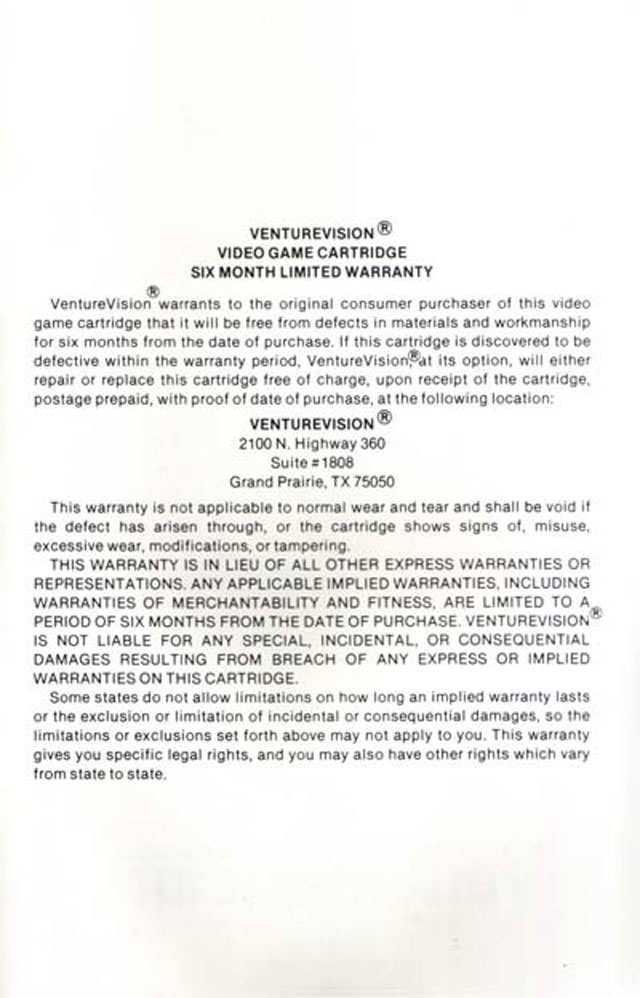 VENTUREVISION®
VIDEO GAME CARTRIDGE
SIX MONTH LIMITED WARRANTY
VentureVision® warrants to the original consumer purchaser of this video
game cartridge that it will be free from defects in materials and workmanship
for six months from the date of purchase. If this cartridge is discovered to be
defective within the warranty period, VentureVision,® at its option, will either
repair or replace this cartridge free of charge, upon receipt of the cartridge,
postage prepaid, with proof of date of purchase, at the following location:
VENTUREVISION®
2100 N. Highway 360
Suite #1808
Grand Prairie, TX 75050
This warranty is not applicable to normal wear and tear and shall be void if
the defect has arisen through, or the cartridge shows signs of, misuse,
excessive wear, modifications, or tampering.
THIS WARRANTY IS IN LIEU OF ALL OTHER EXPRESS WARRANTIES OR
REPRESENTATIONS. ANY APPLICABLE IMPLIED WARRANTIES, INCLUDING
WARRANTIES OF MERCHANTABILITY AND FITNESS, ARE LIMITED TO A
PERIOD OF SIX MONTHS FROM THE DATE OF PURCHASE. VENTUREVISION®
IS NOT LIABLE FOR ANY SPECIAL, INCIDENTAL, OR CONSEQUENTIAL
DAMAGES RESULTING FROM BREACH OF ANY EXPRESS OR IMPLIED
WARRANTIES ON THIS CARTRIDGE.
Some states do not allow limitations on how long an implied warranty lasts
or the exclusion or limitation of incidental or consequential damages, so the
limitations or exclusions set forth above may not apply to you. This warranty
gives you specific legal rights, and you may also have other rights which vary
from state to state.